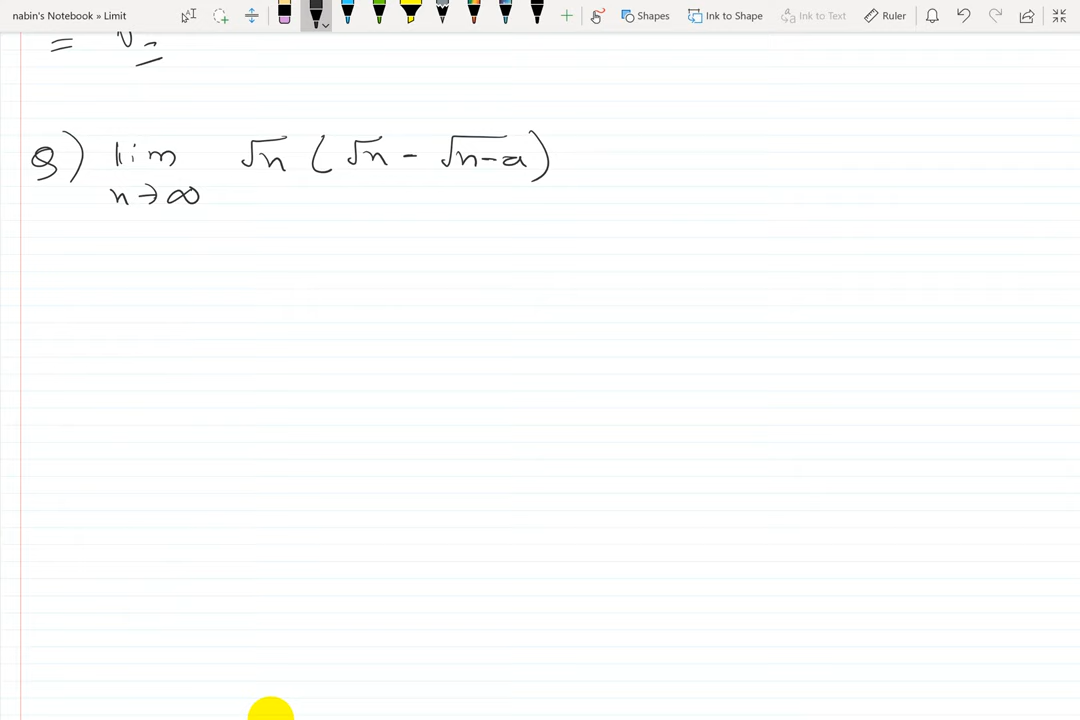 nabin's Notebook » Limit
Shapes Ink to Shape Ink to Text Ruler
=
8) lim √n ( √n - √n-a )
n→∞